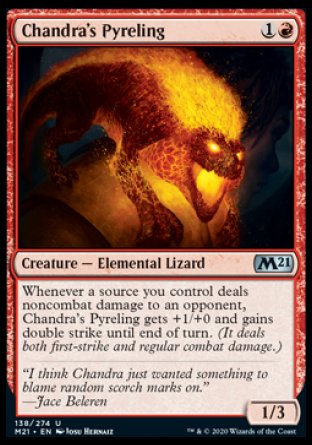 Chandra's Pyreling 1
Creature — Elemental Lizard M21
Whenever a source you control deals
noncombat damage to an opponent,
Chandra's Pyreling gets +1/+0 and gains
double strike until end of turn. (It deals
both first-strike and regular combat damage.)
"I think Chandra just wanted something to
blame random scorch marks on."
—Jace Beleren
1/3
138/274 U
M21 • EN Iosu Hernaiz ™ & © 2020 Wizards of the Coast